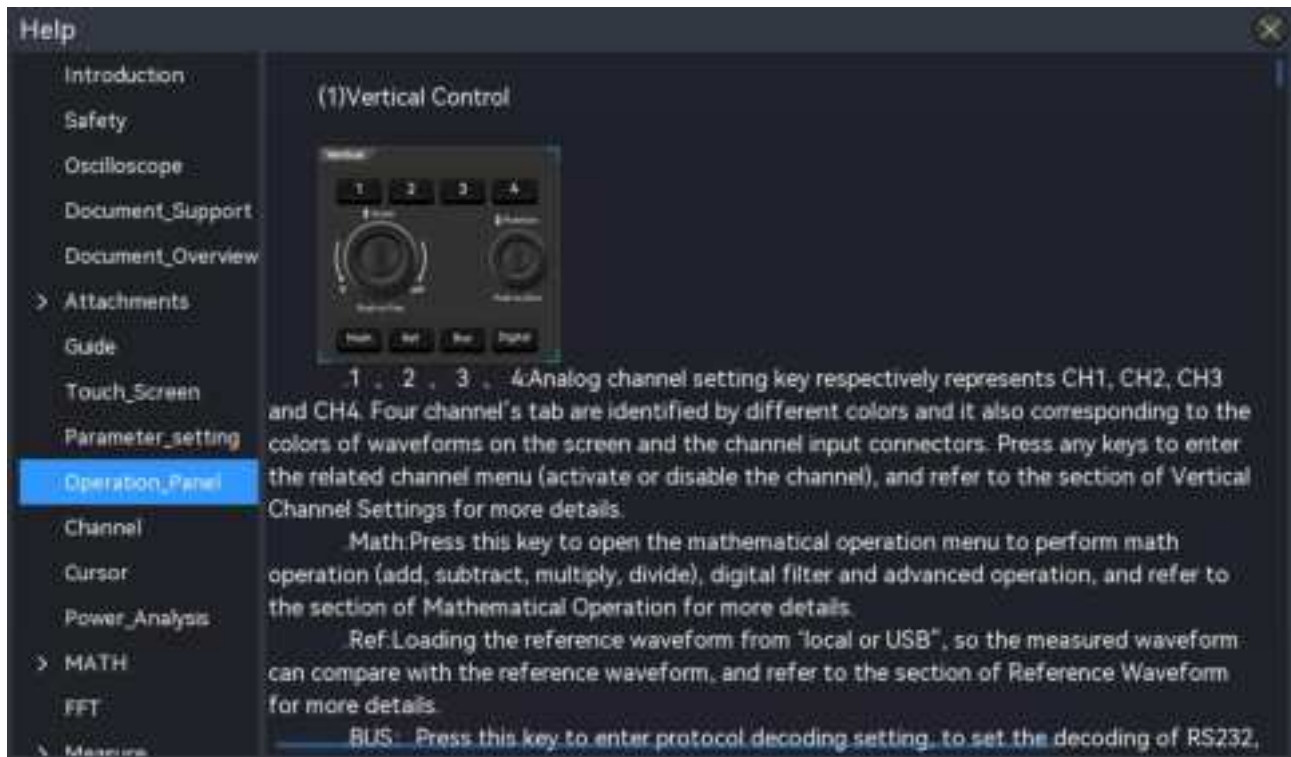 Help
Introduction
Safety
Oscilloscope
Document_Support
Document_Overview
> Attachments
Guide
Touch_Screen
Parameter_setting
Operation_Panel
Channel
Cursor
Power_Analysis
> MATH
FFT
> Measure
(1)Vertical Control
Vertical
1 2 3 4
Scale Position
Math Ref Bus Digital
.1 . 2 . 3 . 4:Analog channel setting key respectively represents CH1, CH2, CH3
and CH4. Four channel's tab are identified by different colors and it also corresponding to the
colors of waveforms on the screen and the channel input connectors. Press any keys to enter
the related channel menu (activate or disable the channel), and refer to the section of Vertical
Channel Settings for more details.
.Math:Press this key to open the mathematical operation menu to perform math
operation (add, subtract, multiply, divide), digital filter and advanced operation, and refer to
the section of Mathematical Operation for more details.
.Ref:Loading the reference waveform from "local or USB", so the measured waveform
can compare with the reference waveform, and refer to the section of Reference Waveform
for more details.
BUS: Press this key to enter protocol decoding setting, to set the decoding of RS232,